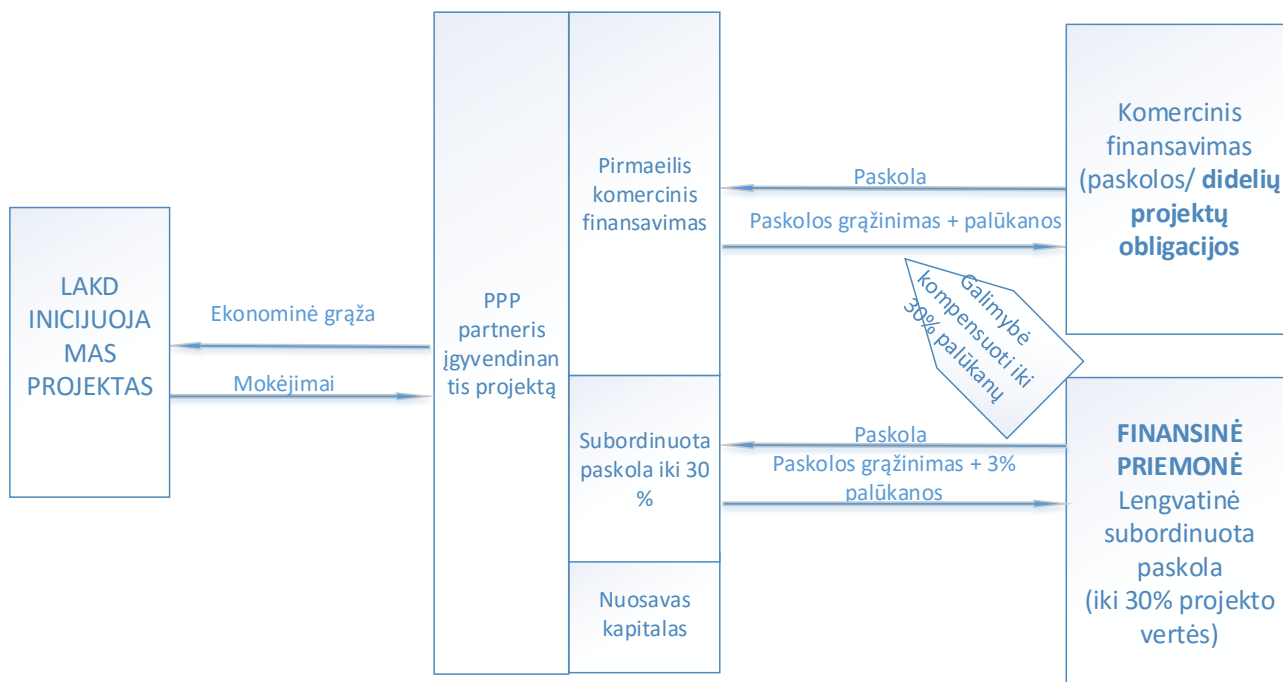 LAKD
INICIJUOJA
MAS
PROJEKTAS
Ekonominė grąža
Mokėjimai
PPP
partneris
įgyvendinan
tis projektą
Pirmaeilis
komercinis
finansavimas
Subordinuota
paskola iki 30
%
Nuosavas
kapitalas
Paskola
Paskolos grąžinimas + palūkanos
Galimybė
kompensuoti iki
30% palūkanų
Paskola
Paskolos grąžinimas + 3%
palūkanos
Komercinis
finansavimas
(paskolos/ didelių
projektų
obligacijos
FINANSINĖ
PRIEMONĖ
Lengvatinė
subordinuota
paskola
(iki 30% projekto
vertės)